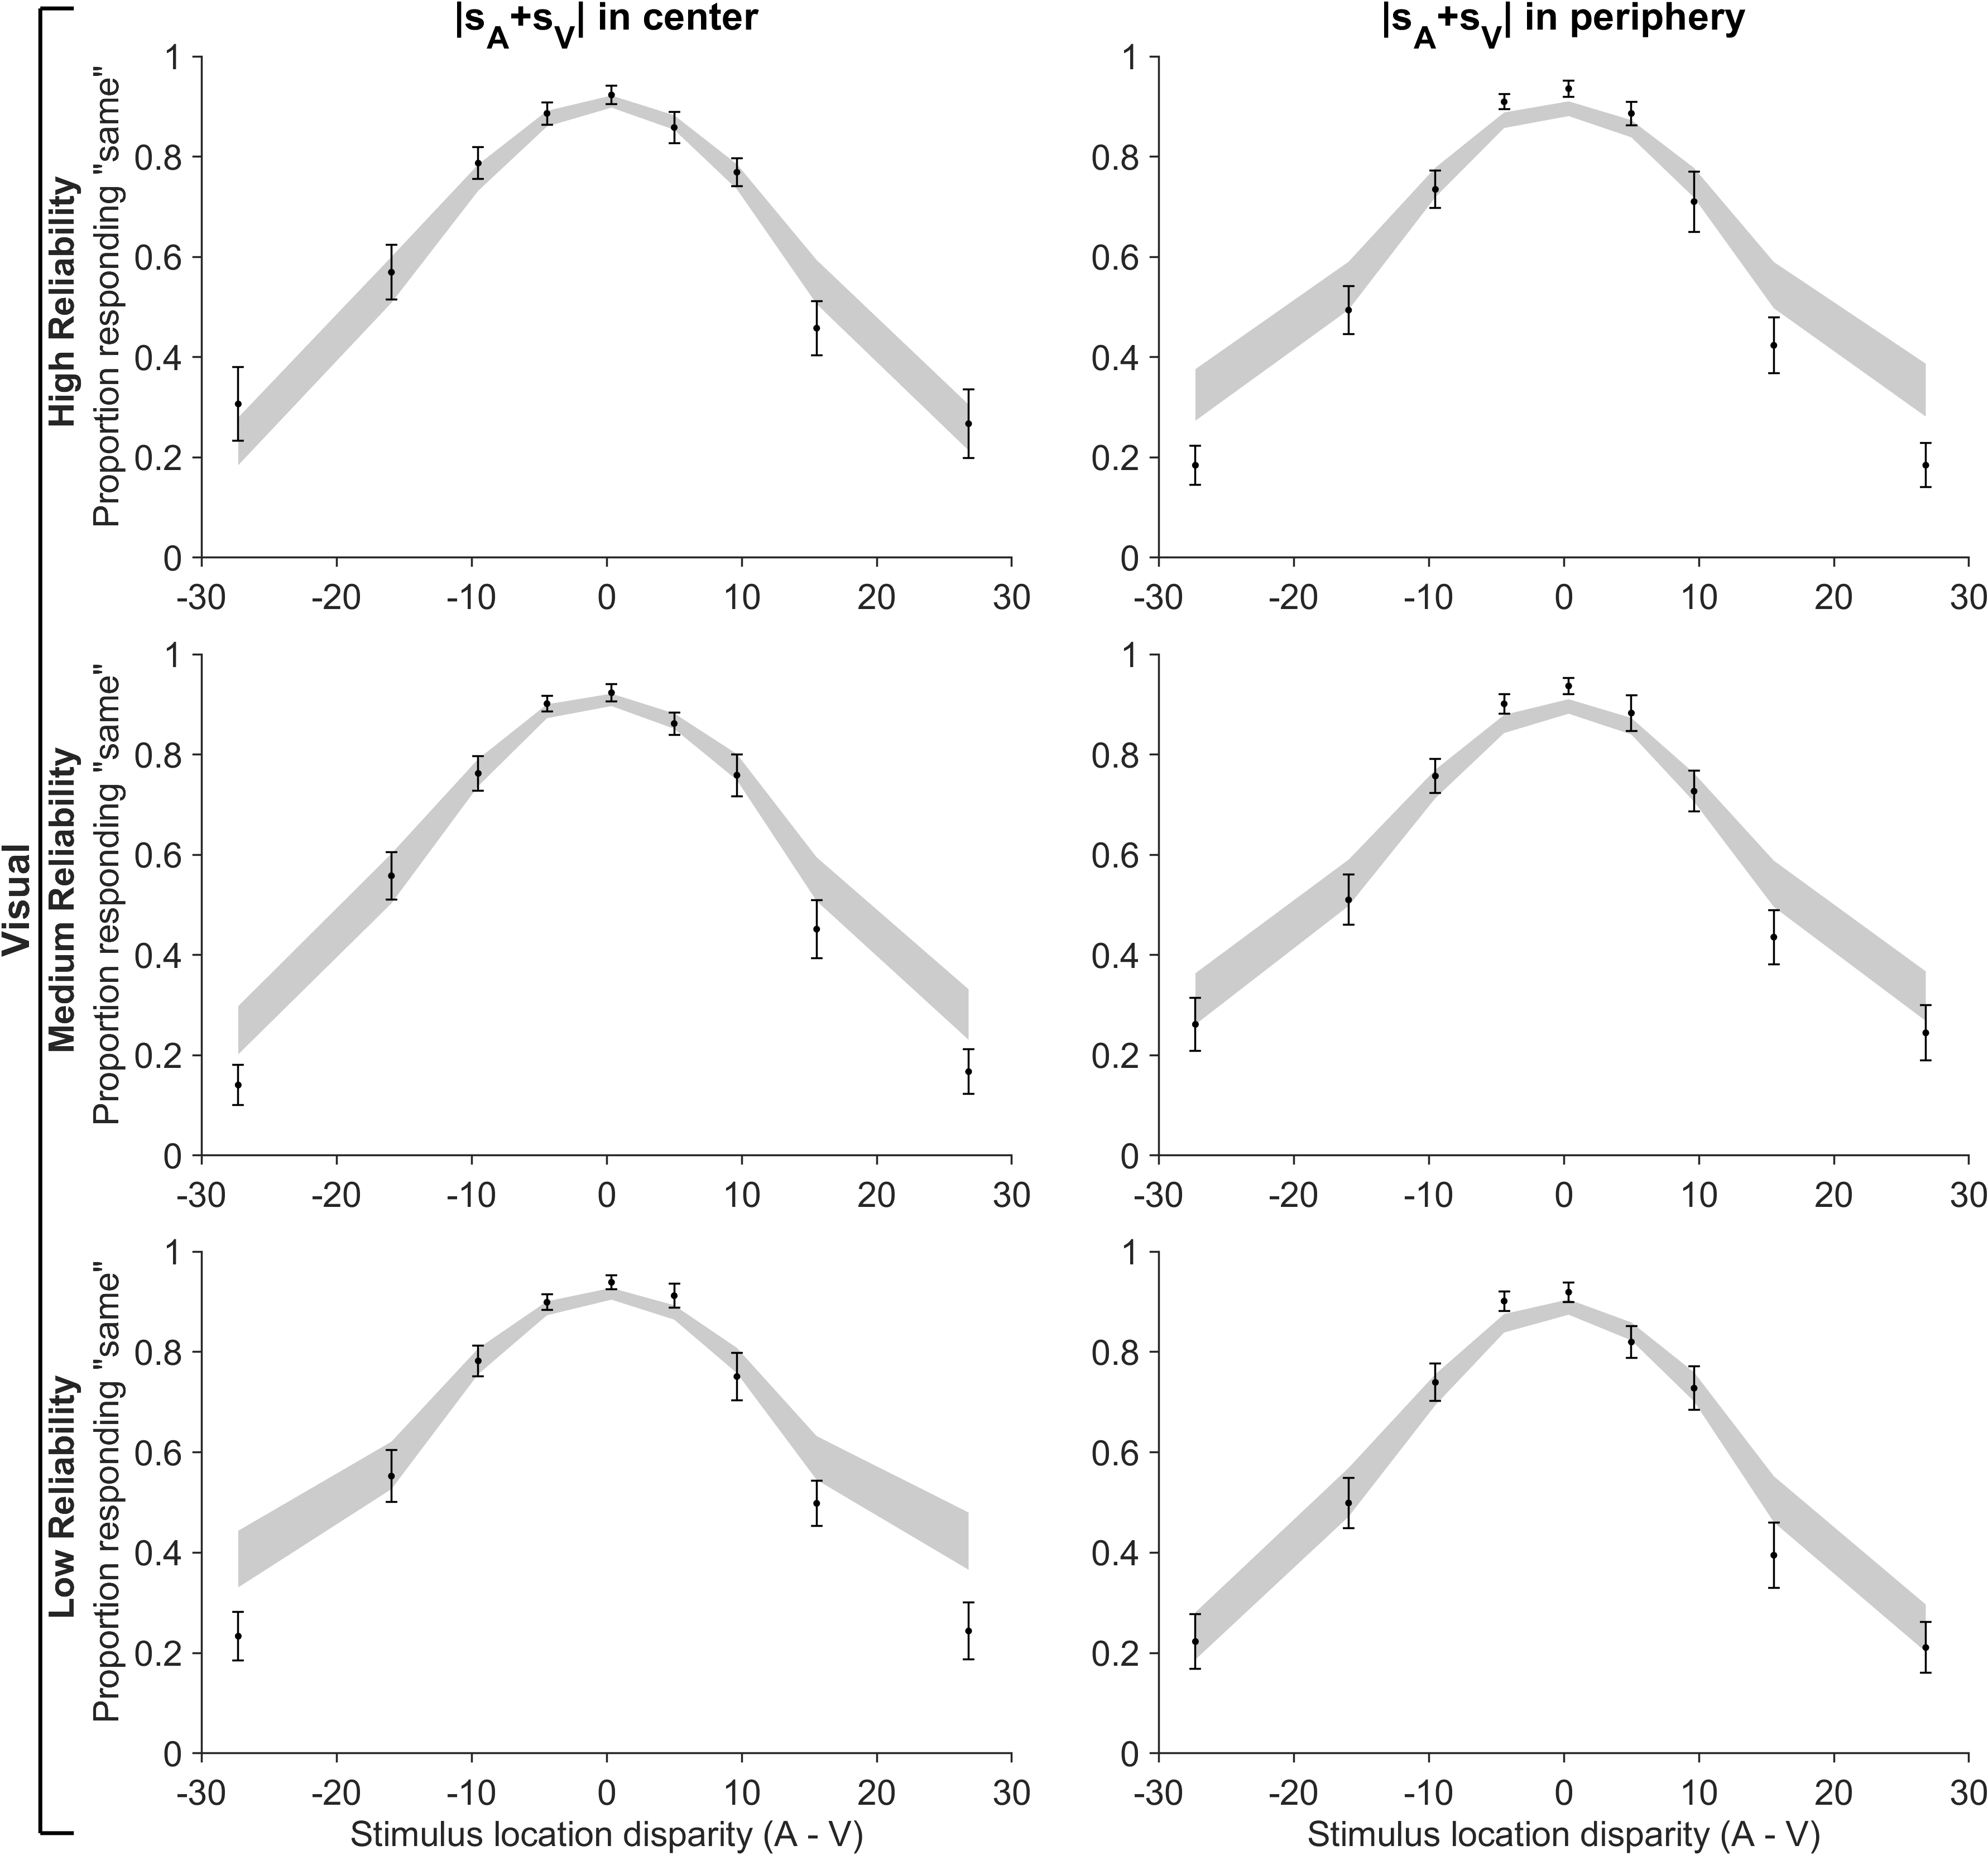 |sA+sV| in center
|sA+sV| in periphery
Visual
High Reliability
Proportion responding "same"
1
0.8
0.6
0.4
0.2
0
-30 -20 -10 0 10 20 30
1
0.8
0.6
0.4
0.2
0
-30 -20 -10 0 10 20 30
Medium Reliability
Proportion responding "same"
1
0.8
0.6
0.4
0.2
0
-30 -20 -10 0 10 20 30
1
0.8
0.6
0.4
0.2
0
-30 -20 -10 0 10 20 30
Low Reliability
Proportion responding "same"
1
0.8
0.6
0.4
0.2
0
-30 -20 -10 0 10 20 30
Stimulus location disparity (A - V)
1
0.8
0.6
0.4
0.2
0
-30 -20 -10 0 10 20 30
Stimulus location disparity (A - V)